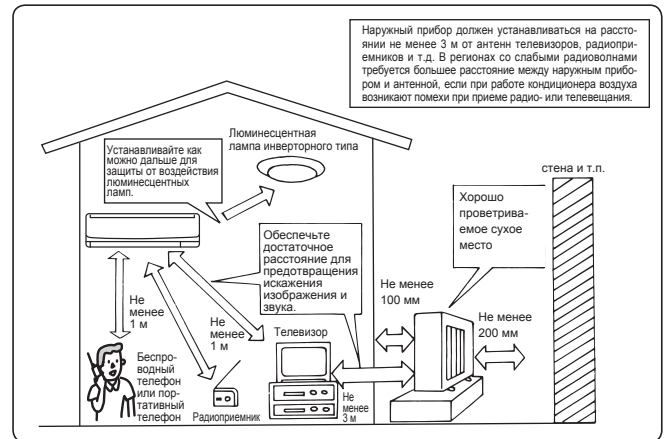 Наружный прибор должен устанавливаться на рассто-
янии не менее 3 м от антенн телевизоров, радиопри-
емников и т.д. В регионах со слабыми радиоволнами
требуется большее расстояние между наружным прибо-
ром и антенной, если при работе кондиционера воздуха
возникают помехи при приеме радио- или телевещания.
Люминесцентная
лампа инверторного типа
Устанавливайте как
можно дальше для
защиты от воздействия
люминесцентных
ламп.
стена и т.п.
Хорошо
проветрива-
емое сухое
место
Обеспечьте
достаточное
расстояние для
предотвращения
искажения
изображения и
звука.
Не менее
100 мм
Не менее
200 мм
Не
менее
1 м
Не
менее
1 м
Телевизор
Беспро-
водный
телефон
или пор-
тативный
телефон
Радиоприемник
Не
менее
3 м